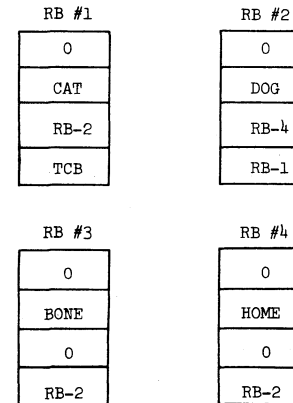 RB #1 RB #2
0 0
CAT DOG
RB-2 RB-4
TCB RB-1
RB #3 RB #4
0 0
BONE HOME
0 0
RB-2 RB-2